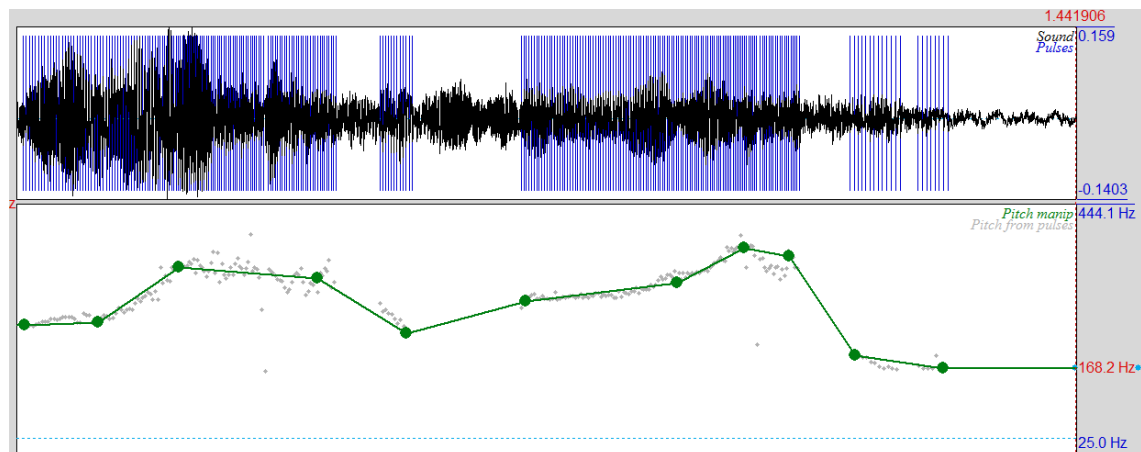 1.441906
Sound 0.159
Pulses
-0.1403
z
Pitch manip 444.1 Hz
Pitch from pulses
168.2 Hz
25.0 Hz